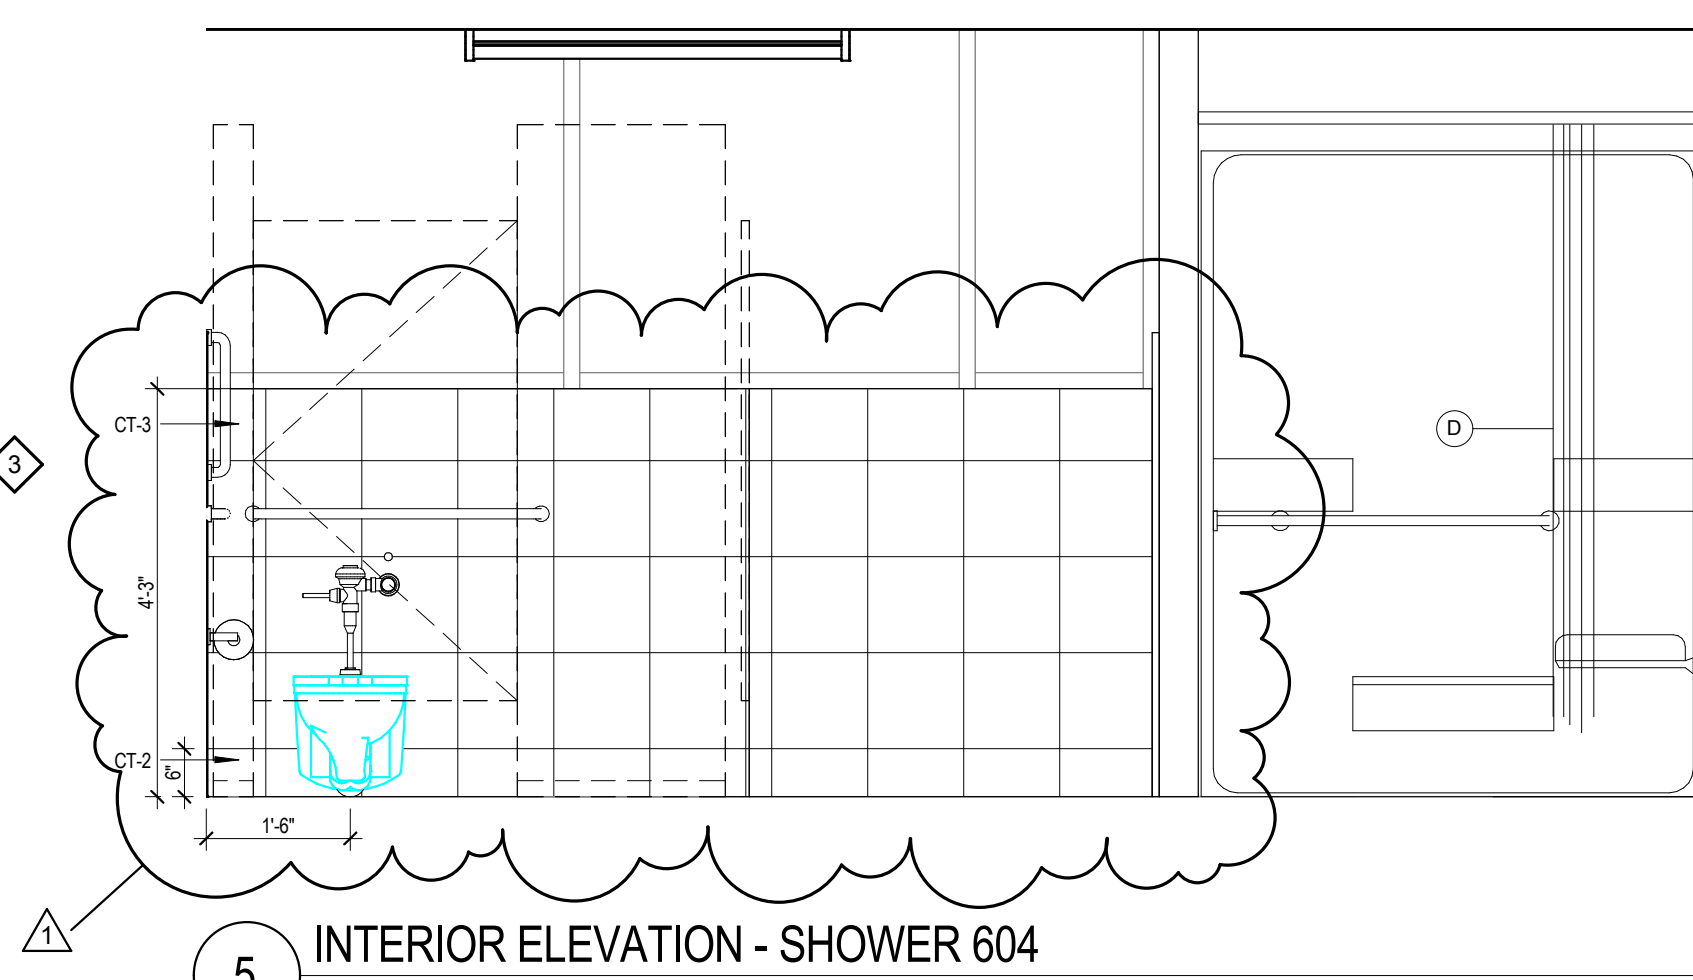 CT-3
3
D
4'-3"
CT-2
6"
1'-6"
1
5
INTERIOR ELEVATION - SHOWER 604